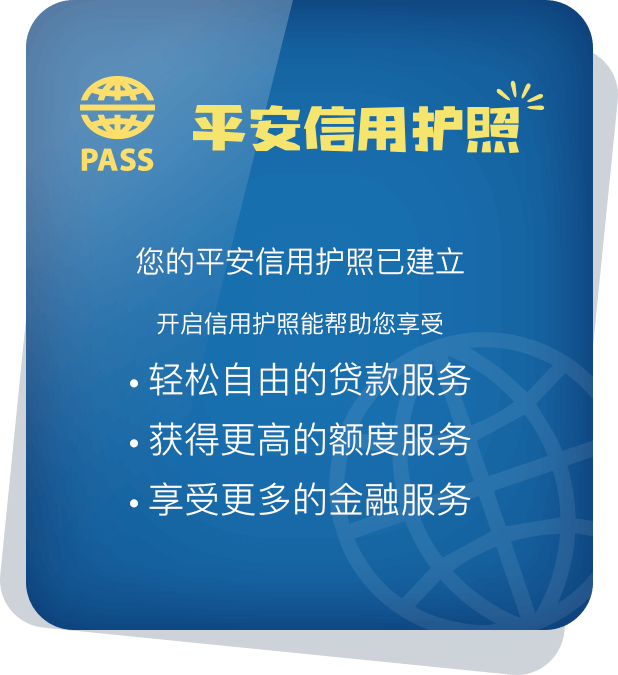 PASS
平安信用护照
您的平安信用护照已建立
开启信用护照能帮助您享受
• 轻松自由的贷款服务
• 获得更高的额度服务
• 享受更多的金融服务